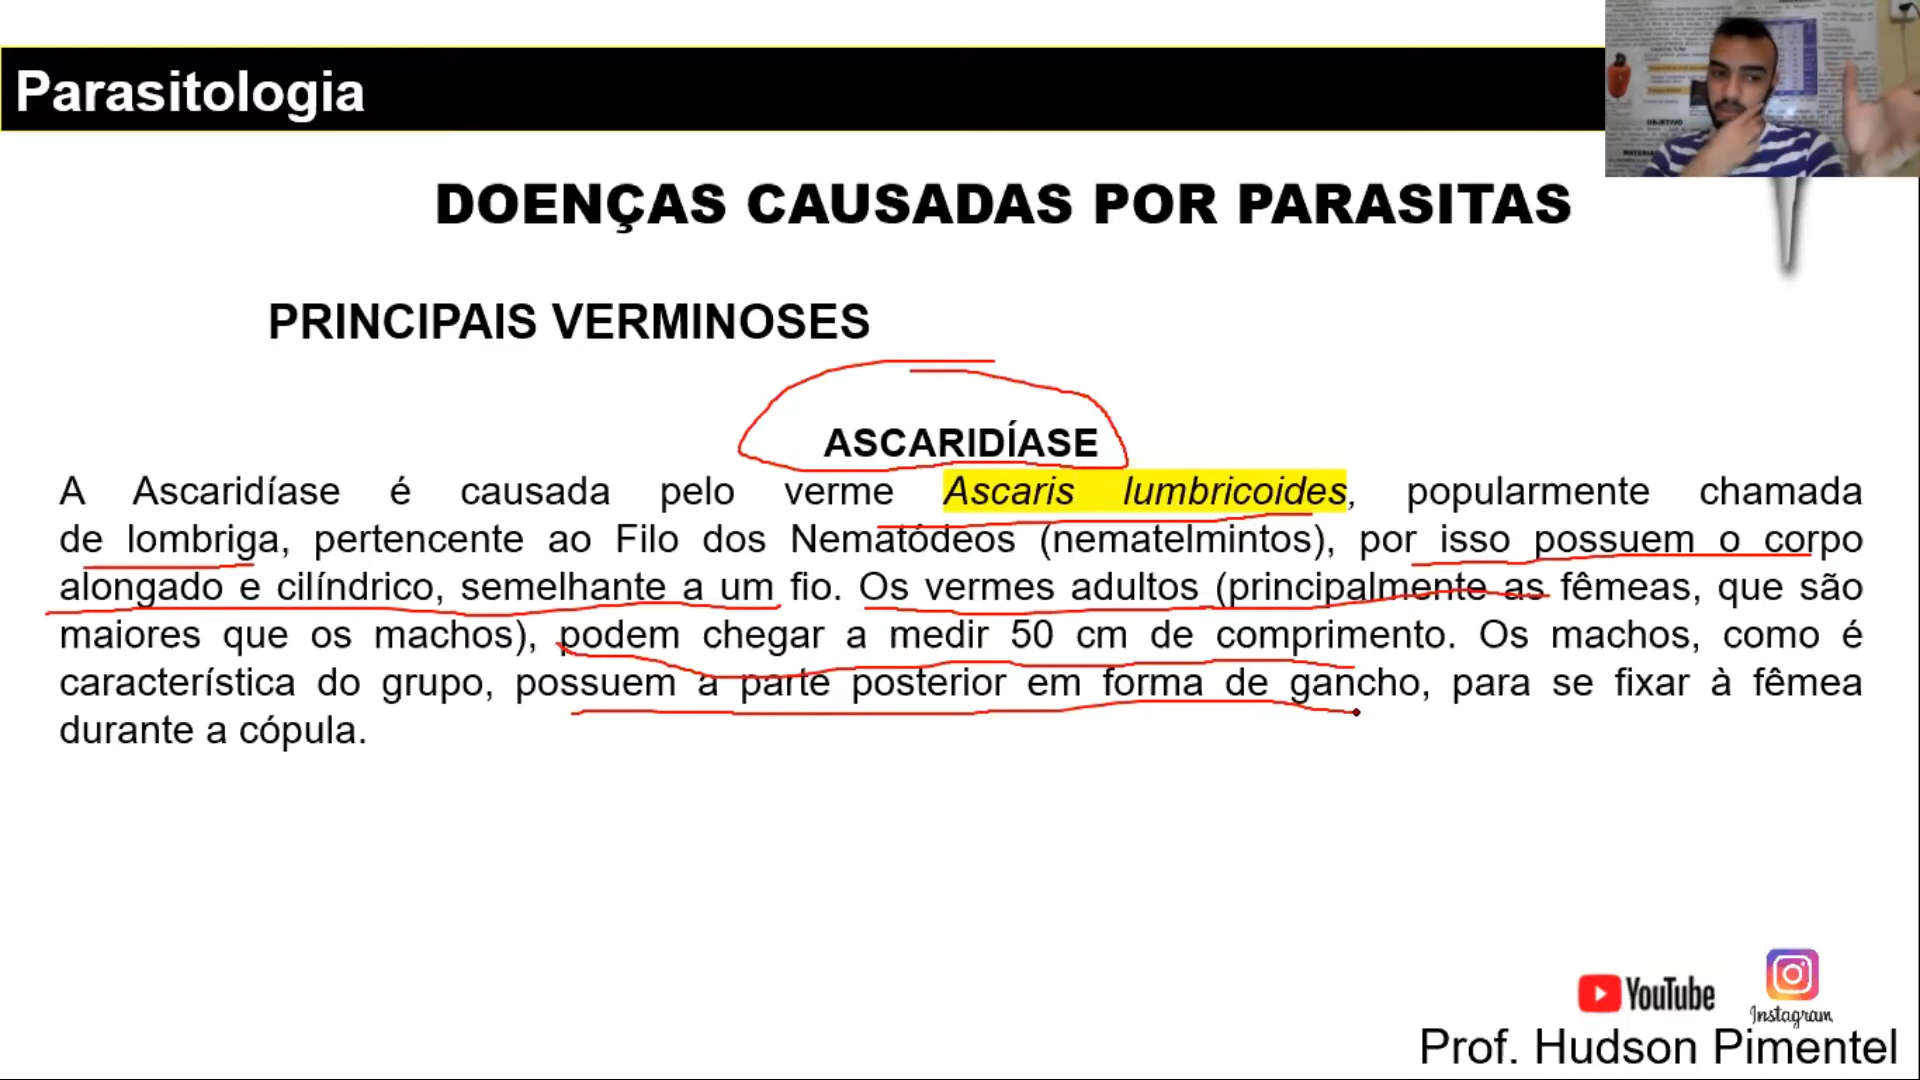 Parasitologia
OBJETIVO
DOENÇAS CAUSADAS POR PARASITAS
PRINCIPAIS VERMINOSES
ASCARIDÍASE
A Ascaridíase é causada pelo verme Ascaris lumbricoides, popularmente chamada
de lombriga, pertencente ao Filo dos Nematódeos (nematelmintos), por isso possuem o corpo
alongado e cilíndrico, semelhante a um fio. Os vermes adultos (principalmente as fêmeas, que são
maiores que os machos), podem chegar a medir 50 cm de comprimento. Os machos, como é
característica do grupo, possuem a parte posterior em forma de gancho, para se fixar à fêmea
durante a cópula.
YouTube
Instagram
Prof. Hudson Pimentel